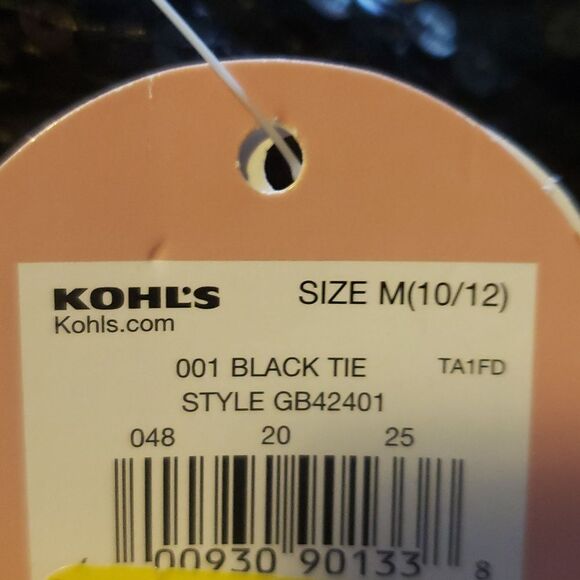 KOHL'S SIZE M(10/12)
Kohls.com
001 BLACK TIE TA1FD
STYLE GB42401
048 20 25
00930 90133 8